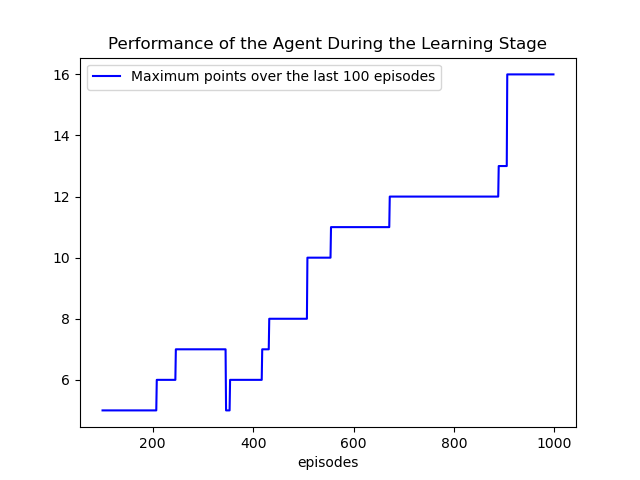 Performance of the Agent During the Learning Stage
Maximum points over the last 100 episodes
16
14
12
10
8
6
200 400 600 800 1000
episodes